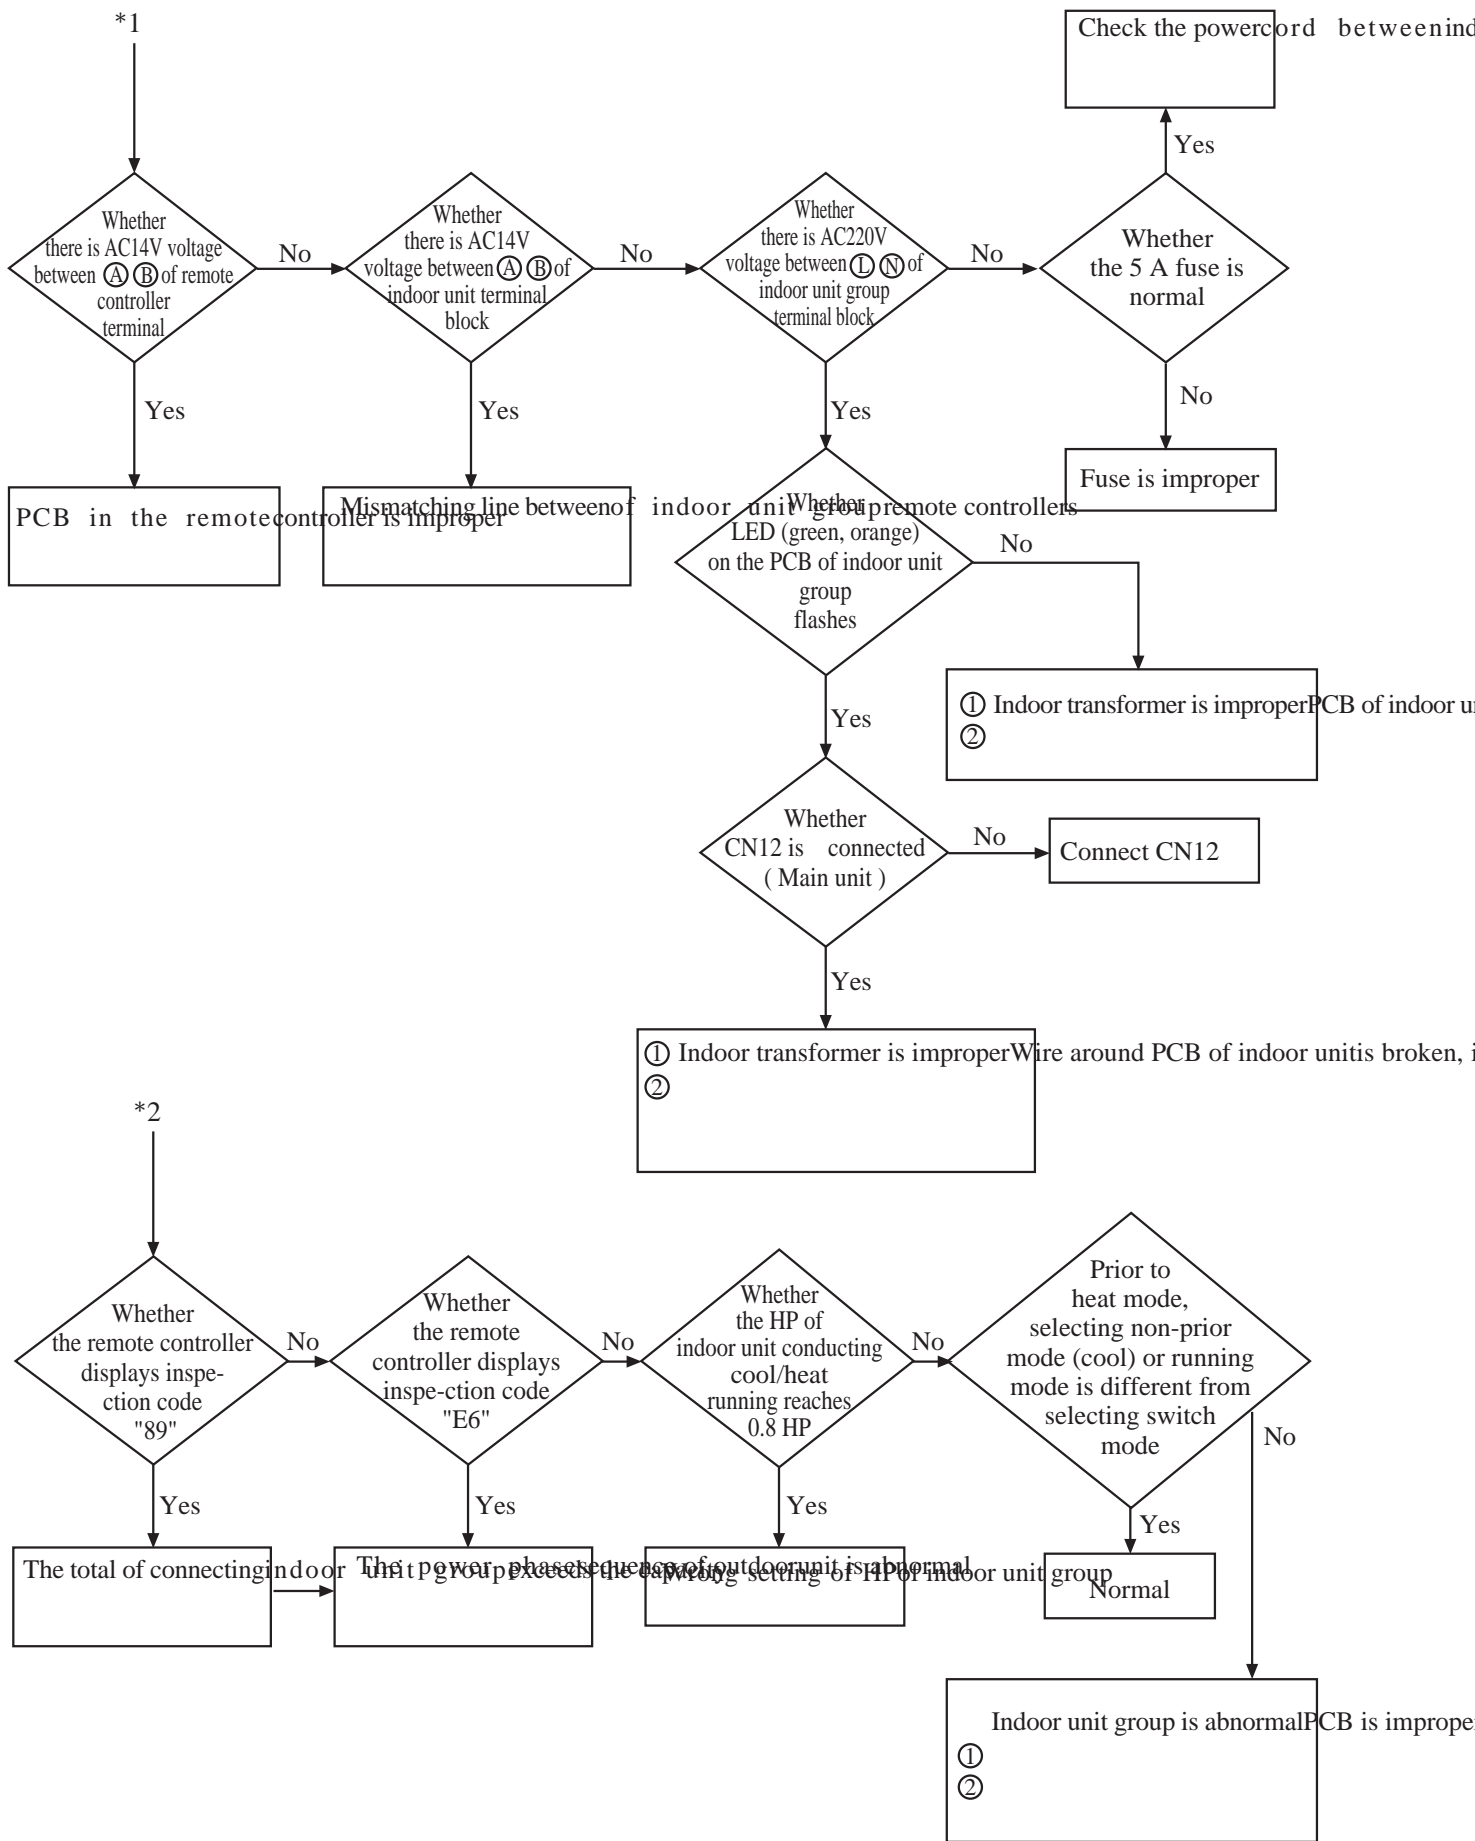 *1
Check the powercord betweenind
Yes
Whether
there is AC14V voltage
between Ⓐ Ⓑ of remote
controller
terminal
No
Whether
there is AC14V
voltage between Ⓐ Ⓑ of
indoor unit terminal
block
No
Whether
there is AC220V
voltage between Ⓛ Ⓝ of
indoor unit group
terminal block
No
Whether
the 5 A fuse is
normal
Yes
Yes
Yes
No
Fuse is improper
PCB in the remotecontroller is improper
Mismatching line betweenof indoor unit groupremote controllers
Whether
LED (green, orange)
on the PCB of indoor unit
group
flashes
No
① Indoor transformer is improperPCB of indoor u
②
Yes
Whether
CN12 is connected
( Main unit )
No
Connect CN12
Yes
① Indoor transformer is improperWire around PCB of indoor unitis broken, i
②
*2
Whether
the remote controller
displays inspe-
ction code
"89"
No
Whether
the remote
controller displays
inspe-ction code
"E6"
No
Whether
the HP of
indoor unit conducting
cool/heat
running reaches
0.8 HP
No
Prior to
heat mode,
selecting non-prior
mode (cool) or running
mode is different from
selecting switch
mode
No
Yes
Yes
Yes
Yes
The total of connectingindoor unit groupexceeds the capacity
The power phasesequence of outdoorunit is abnormal
Wrong setting of HPof indoor unit group
Normal
Indoor unit group is abnormalPCB is imprope
①
②